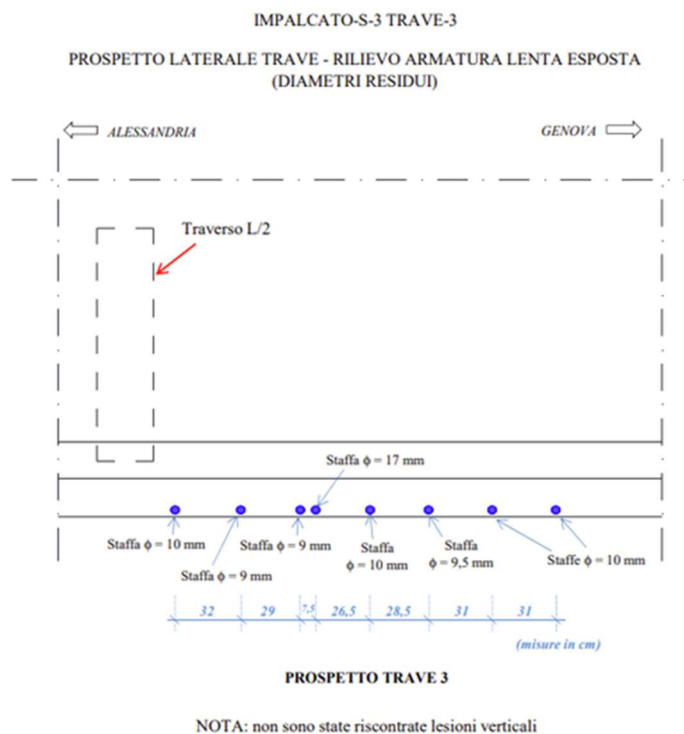 IMPALCATO-S-3 TRAVE-3
PROSPETTO LATERALE TRAVE - RILIEVO ARMATURA LENTA ESPOSTA
(DIAMETRI RESIDUI)
ALESSANDRIA
GENOVA
Traverso L/2
Staffa ϕ = 17 mm
Staffa ϕ = 10 mm
Staffa ϕ = 9 mm
Staffa ϕ = 9 mm
Staffa
ϕ = 10 mm
Staffa
ϕ = 9,5 mm
Staffe ϕ = 10 mm
32 29 7,5 26,5 28,5 31 31
(misure in cm)
PROSPETTO TRAVE 3
NOTA: non sono state riscontrate lesioni verticali